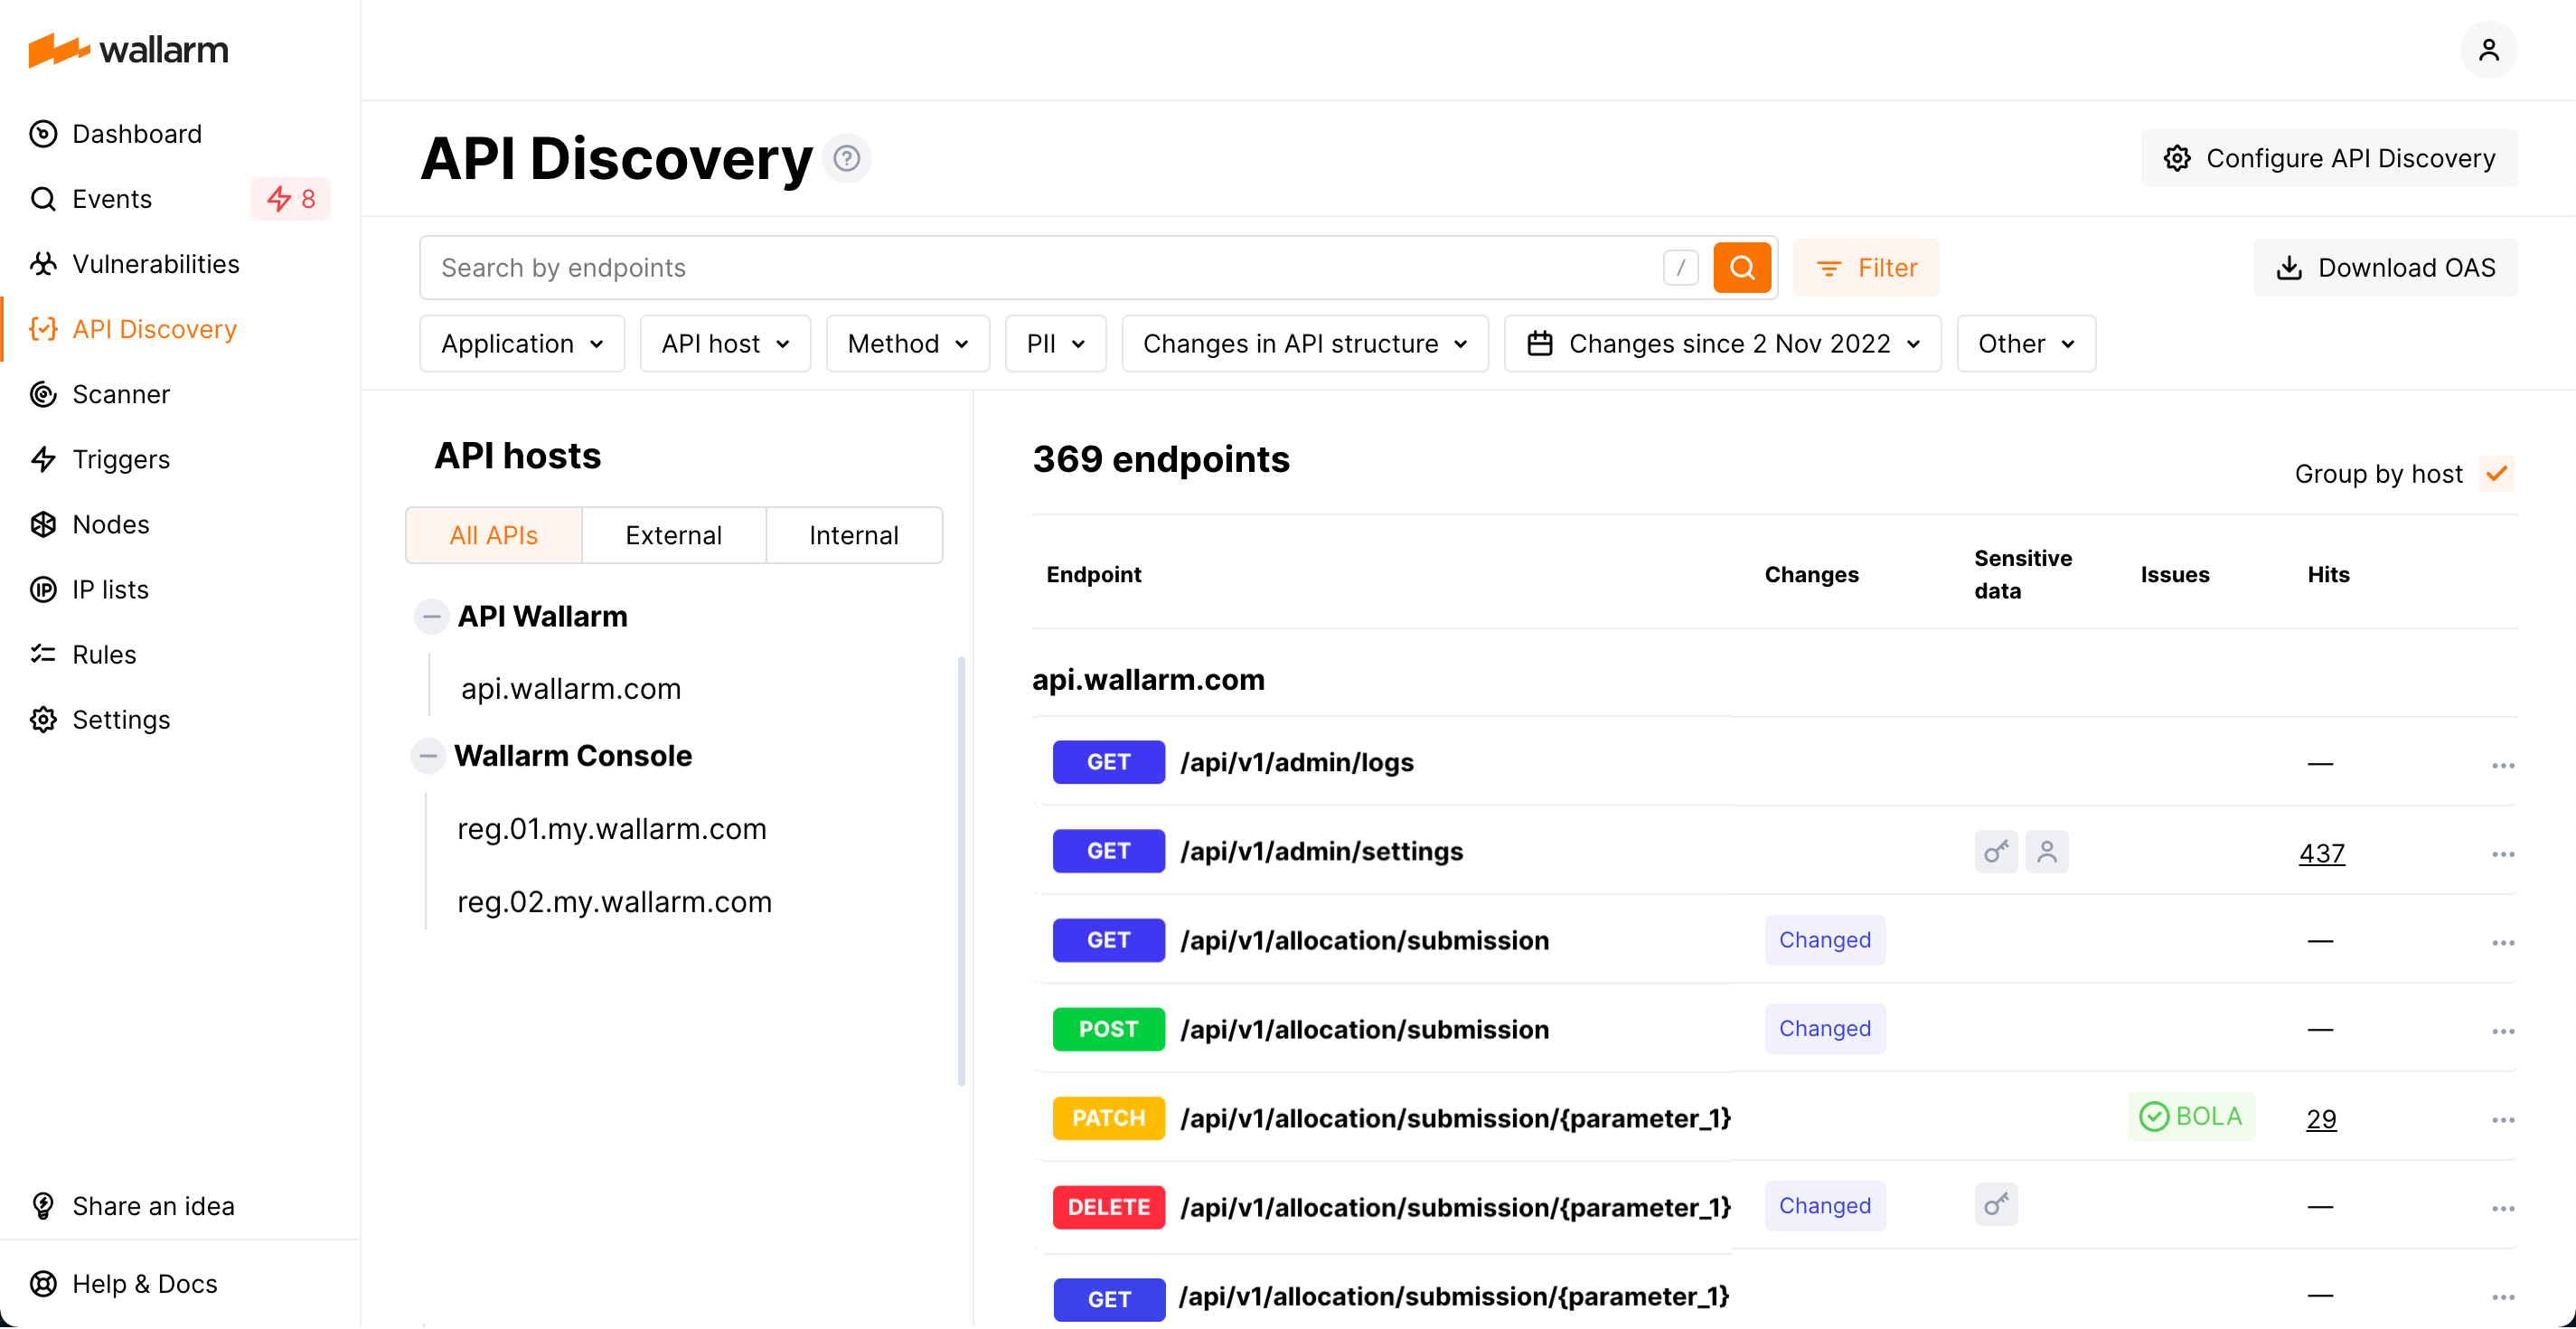 wallarm
Dashboard
Events 8
Vulnerabilities
API Discovery
Scanner
Triggers
Nodes
IP lists
Rules
Settings
Share an idea
Help & Docs
API Discovery ?
Configure API Discovery
Search by endpoints /
Filter
Download OAS
Application API host Method PII Changes in API structure Changes since 2 Nov 2022 Other
API hosts
All APIs External Internal
API Wallarm
api.wallarm.com
Wallarm Console
reg.01.my.wallarm.com
reg.02.my.wallarm.com
369 endpoints
Group by host
Endpoint Changes Sensitive data Issues Hits
api.wallarm.com
GET /api/v1/admin/logs —
GET /api/v1/admin/settings 437
GET /api/v1/allocation/submission Changed —
POST /api/v1/allocation/submission Changed —
PATCH /api/v1/allocation/submission/{parameter_1} BOLA 29
DELETE /api/v1/allocation/submission/{parameter_1} Changed —
GET /api/v1/allocation/submission/{parameter_1} —